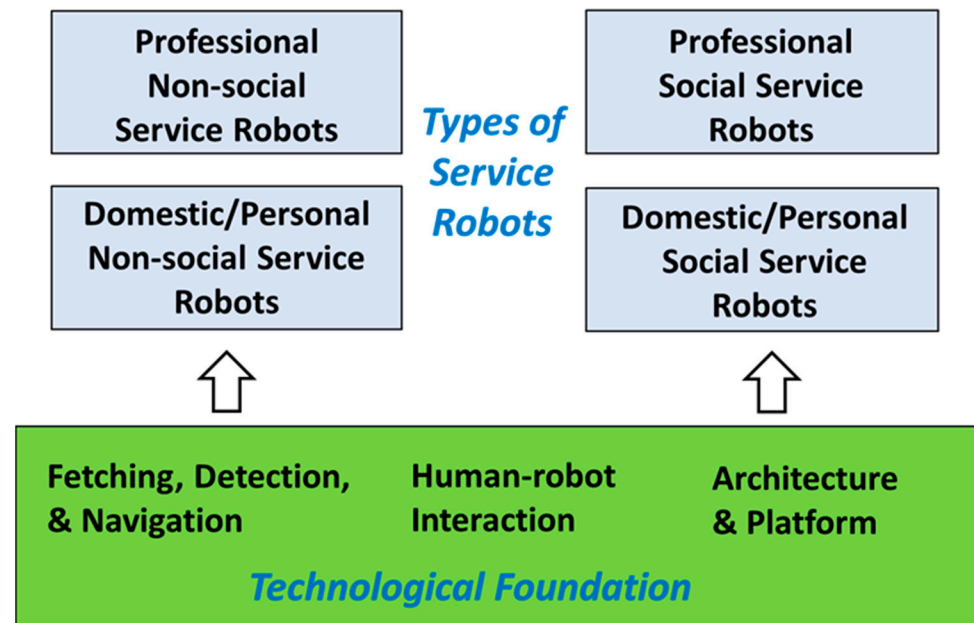 Professional
Non-social
Service Robots
Professional
Social Service
Robots
Types of
Service
Robots
Domestic/Personal
Non-social Service
Robots
Domestic/Personal
Social Service
Robots
Fetching, Detection,
& Navigation
Human-robot
Interaction
Architecture
& Platform
Technological Foundation